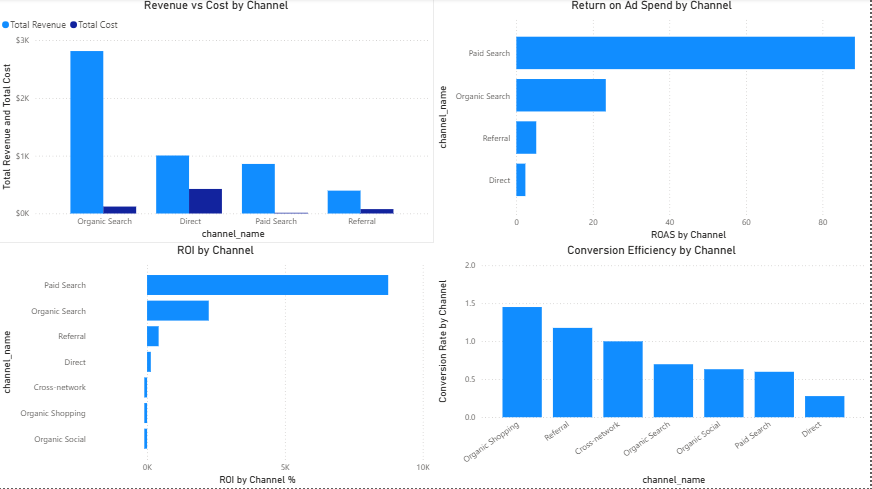 Revenue vs Cost by Channel
Total Revenue Total Cost
Total Revenue and Total Cost
$3K
$2K
$1K
$0K
Organic Search Direct Paid Search Referral
channel_name
Return on Ad Spend by Channel
channel_name
Paid Search
Organic Search
Referral
Direct
0 20 40 60 80
ROAS by Channel
ROI by Channel
channel_name
Paid Search
Organic Search
Referral
Direct
Cross-network
Organic Shopping
Organic Social
0K 5K 10K
ROI by Channel %
Conversion Efficiency by Channel
Conversion Rate by Channel
2.0
1.5
1.0
0.5
0.0
Organic Shopping Referral Cross-network Organic Search Organic Social Paid Search Direct
channel_name